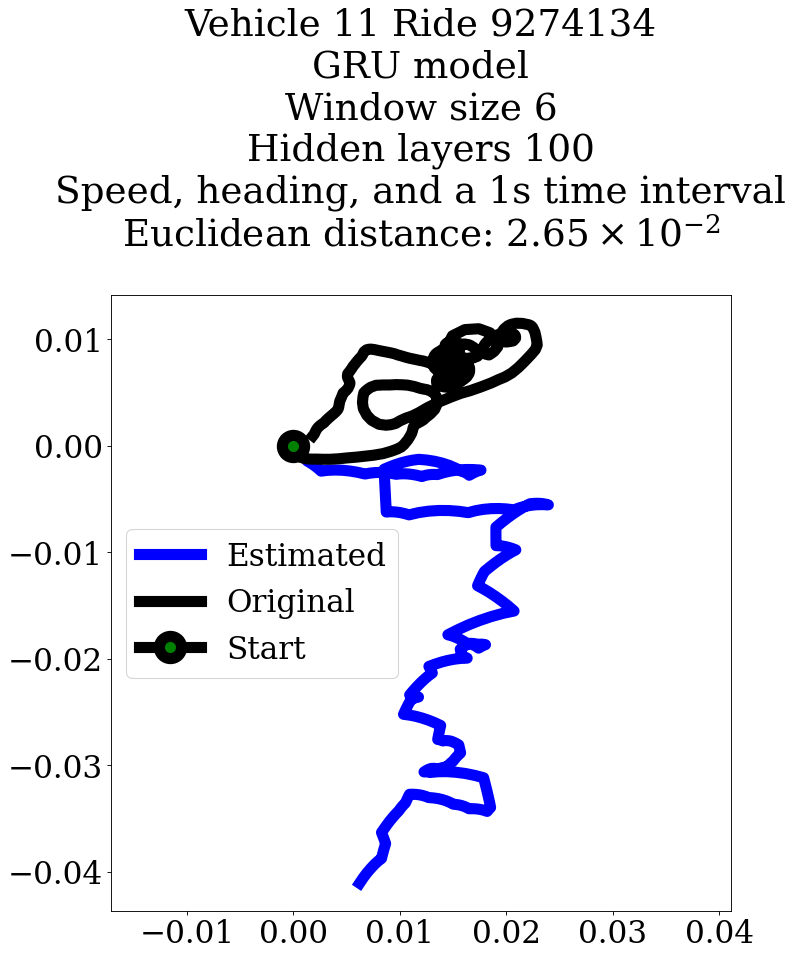 Vehicle 11 Ride 9274134
GRU model
Window size 6
Hidden layers 100
Speed, heading, and a 1s time interval
Euclidean distance: 2.65 × 10⁻²
0.01
0.00
−0.01
−0.02
−0.03
−0.04
Estimated
Original
Start
−0.01 0.00 0.01 0.02 0.03 0.04